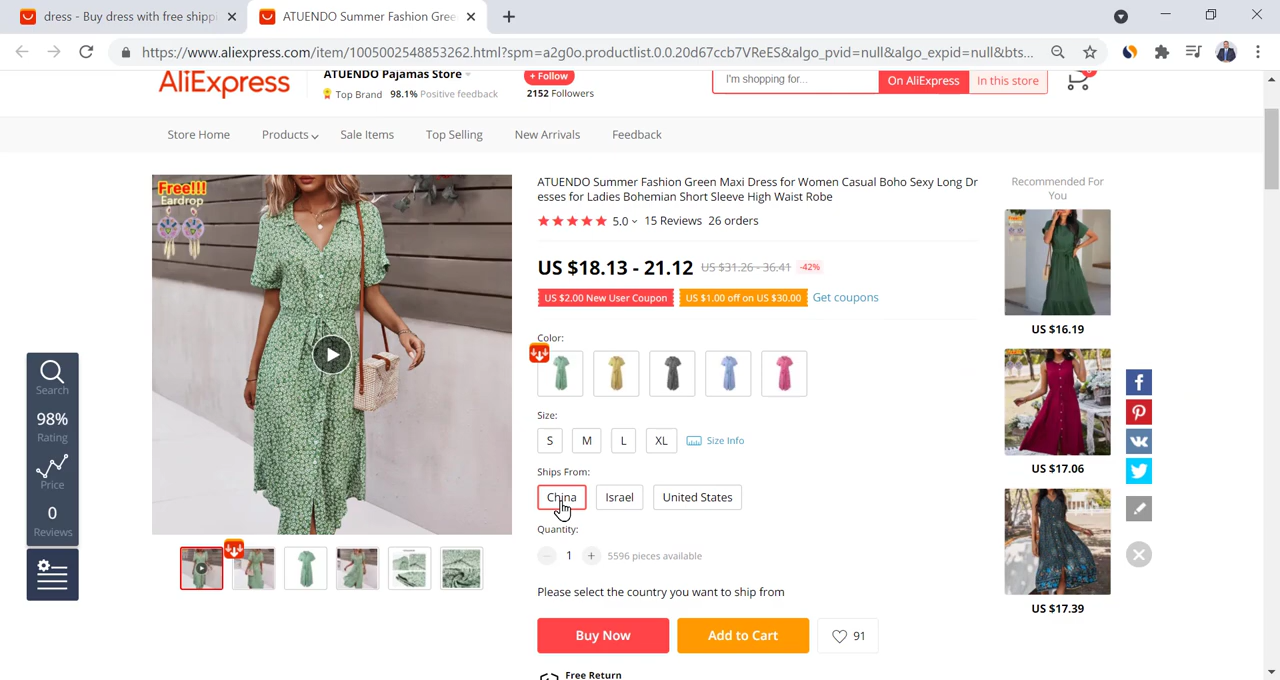 dress - Buy dress with free shippi
ATUENDO Summer Fashion Gree
https://www.aliexpress.com/item/1005002548853262.html?spm=a2g0o.productlist.0.0.20d67ccb7VReES&algo_pvid=null&algo_expid=null&bts...
AliExpress
ATUENDO Pajamas Store
Top Brand 98.1% Positive feedback
+ Follow
2152 Followers
I'm shopping for...
On AliExpress
In this store
Store Home
Products
Sale Items
Top Selling
New Arrivals
Feedback
Free!!!
Eardrop
ATUENDO Summer Fashion Green Maxi Dress for Women Casual Boho Sexy Long Dr
esses for Ladies Bohemian Short Sleeve High Waist Robe
5.0 15 Reviews 26 orders
US $18.13 - 21.12 US $31.26 - 36.41 -42%
US $2.00 New User Coupon US $1.00 off on US $30.00 Get coupons
Color:
Size:
S M L XL Size Info
Ships From:
China Israel United States
Quantity:
− 1 + 5596 pieces available
Please select the country you want to ship from
Buy Now Add to Cart 91
Free Return
Recommended For
You
US $16.19
US $17.06
US $17.39
Search
98%
Rating
Price
0
Reviews